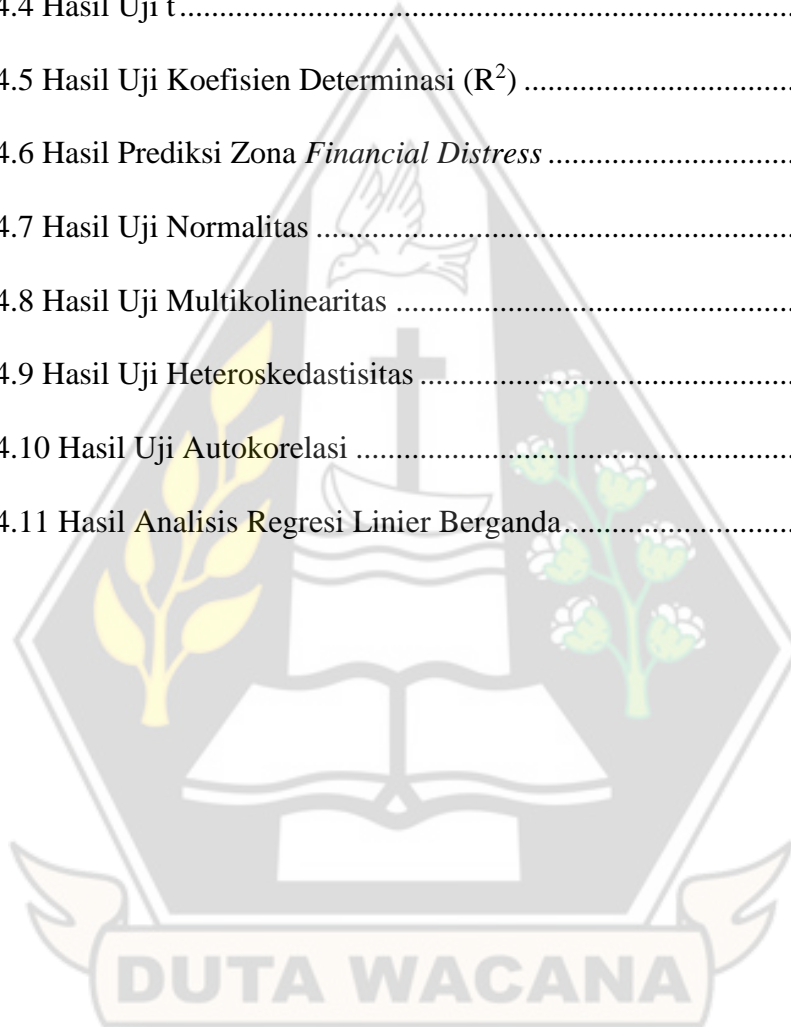 4.4 Hasil Uji t ................................................................................
4.5 Hasil Uji Koefisien Determinasi (R²) ...................................
4.6 Hasil Prediksi Zona Financial Distress ...............................
4.7 Hasil Uji Normalitas ..............................................................
4.8 Hasil Uji Multikolinearitas ....................................................
4.9 Hasil Uji Heteroskedastisitas .................................................
4.10 Hasil Uji Autokorelasi .........................................................
4.11 Hasil Analisis Regresi Linier Berganda..............................
DUTA WACANA